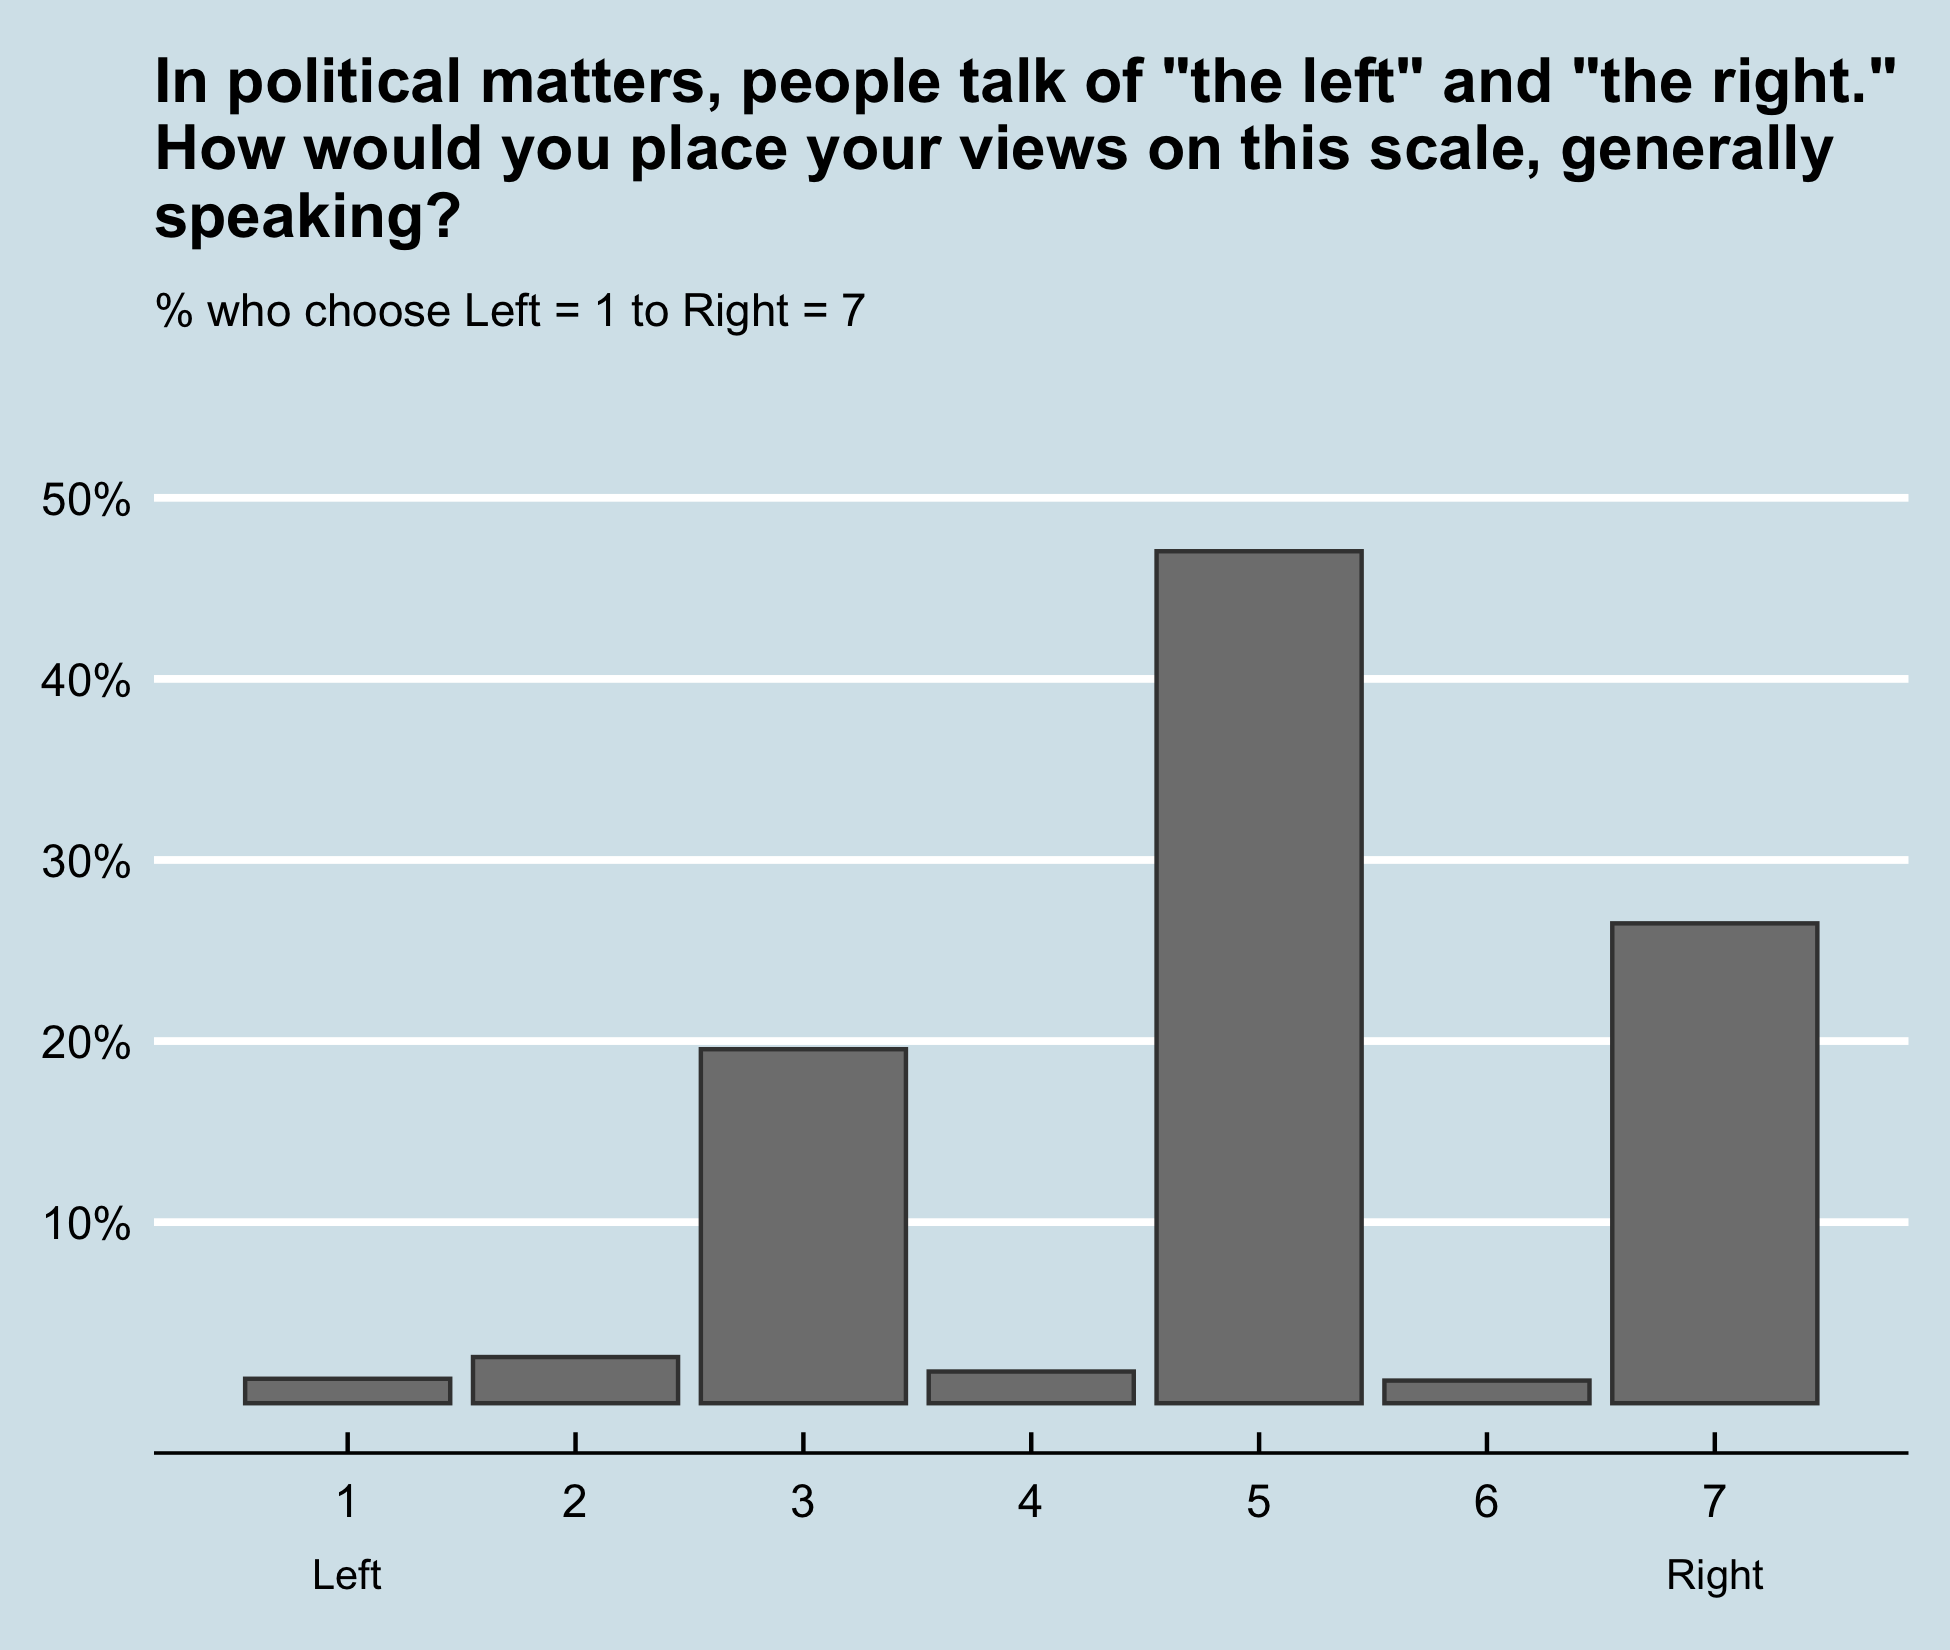 In political matters, people talk of "the left" and "the right."
How would you place your views on this scale, generally
speaking?
% who choose Left = 1 to Right = 7
50%
40%
30%
20%
10%
1 2 3 4 5 6 7
Left Right